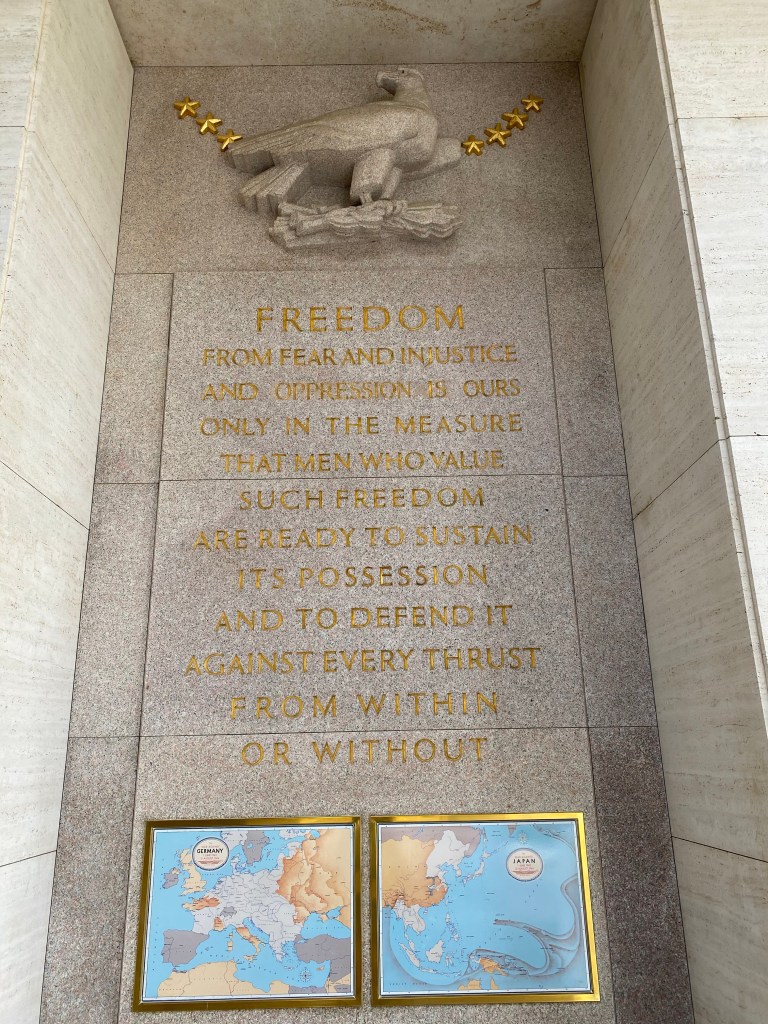 FREEDOM
FROM FEAR AND INJUSTICE
AND OPPRESSION IS OURS
ONLY IN THE MEASURE
THAT MEN WHO VALUE
SUCH FREEDOM
ARE READY TO SUSTAIN
ITS POSSESSION
AND TO DEFEND IT
AGAINST EVERY THRUST
FROM WITHIN
OR WITHOUT
GERMANY
JAPAN